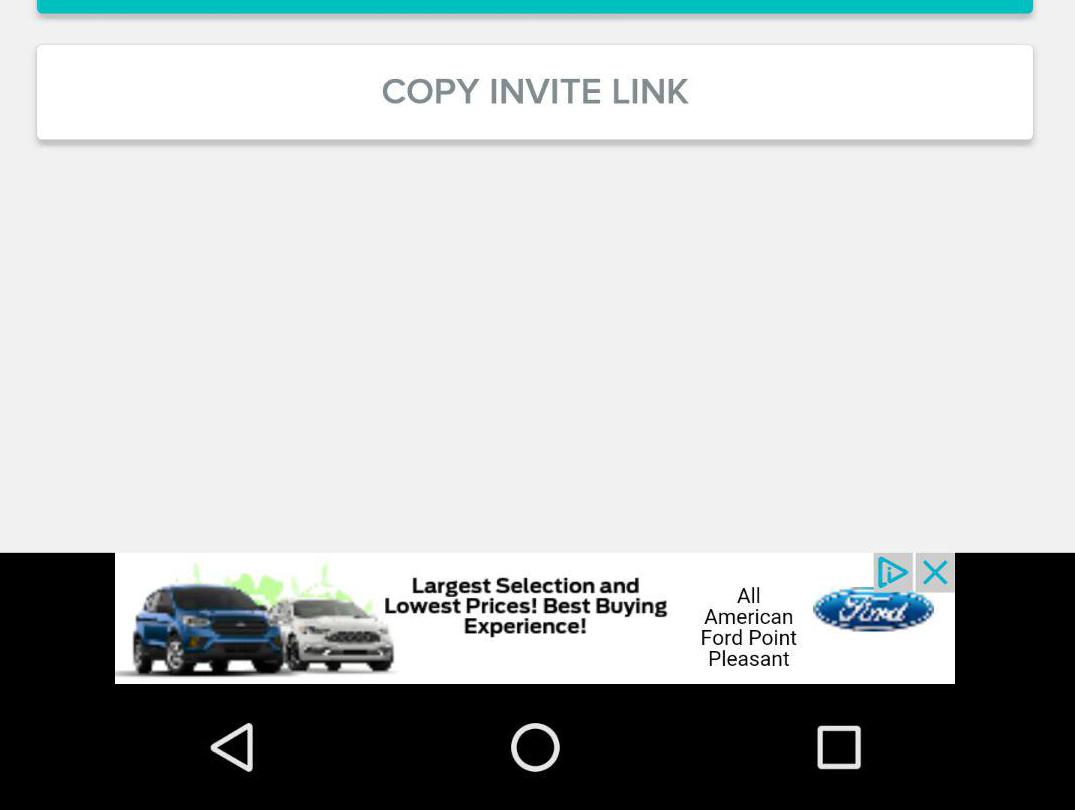 COPY INVITE LINK
Largest Selection and
Lowest Prices! Best Buying
Experience!
All
American
Ford Point
Pleasant
Ford